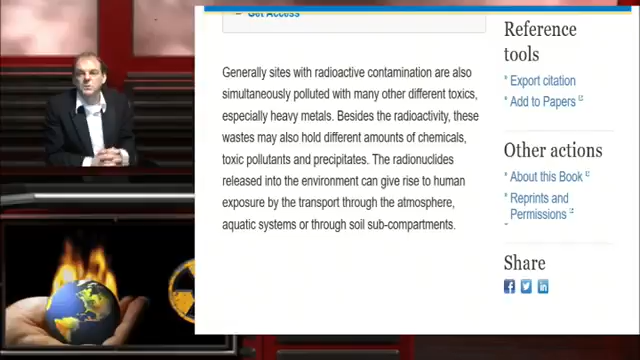 Get Access
Generally sites with radioactive contamination are also
simultaneously polluted with many other different toxics,
especially heavy metals. Besides the radioactivity, these
wastes may also hold different amounts of chemicals,
toxic pollutants and precipitates. The radionuclides
released into the environment can give rise to human
exposure by the transport through the atmosphere,
aquatic systems or through soil sub-compartments.
Reference
tools
Export citation
Add to Papers
Other actions
About this Book
Reprints and
Permissions
Share